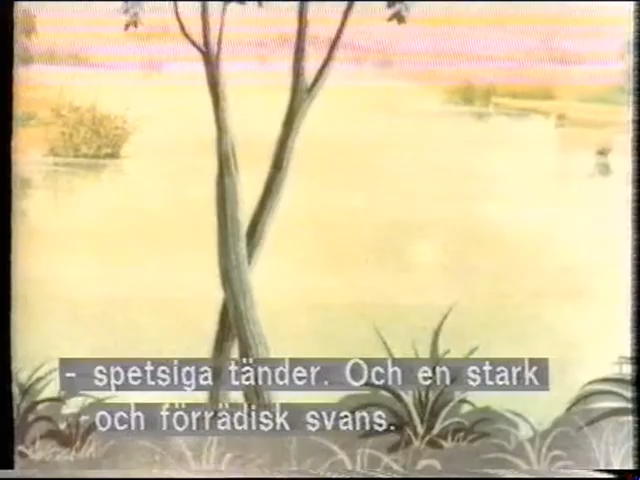 - spetsiga tänder. Och en stark
-och förrädisk svans.